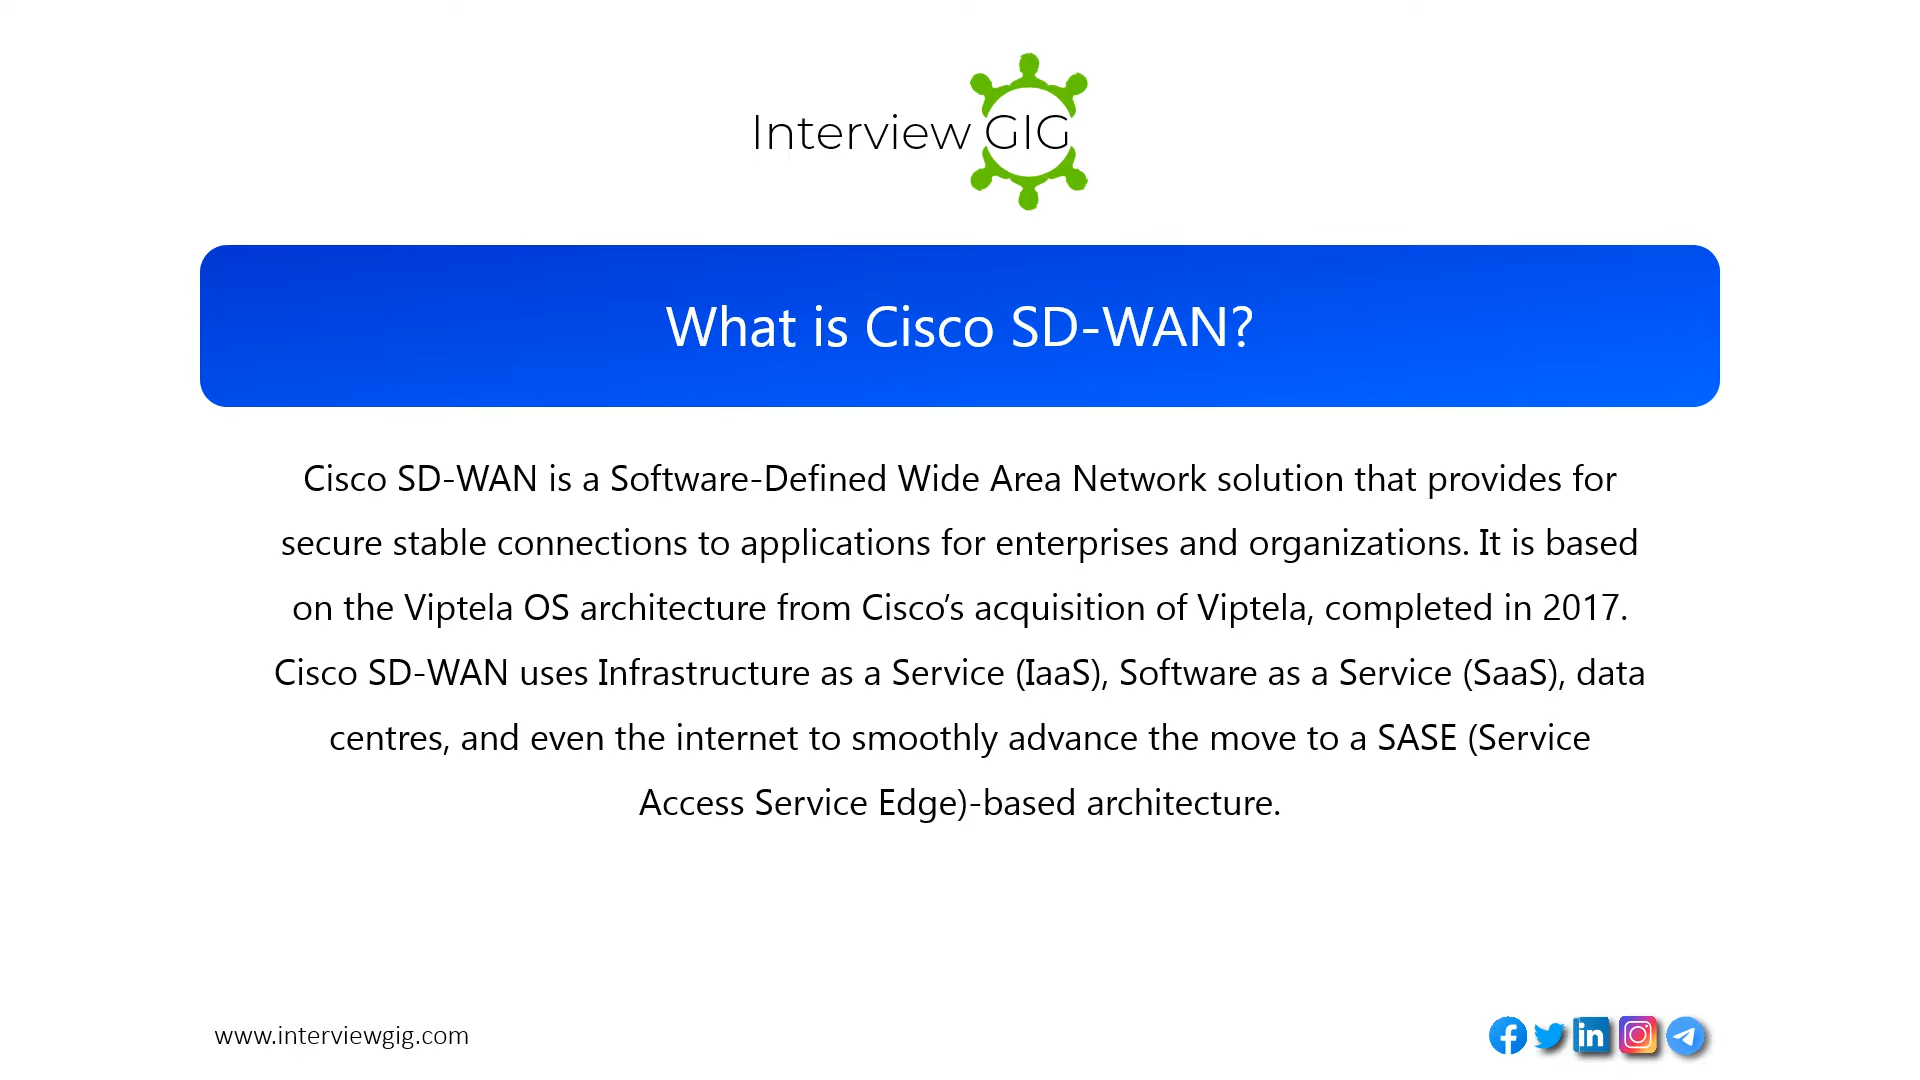 Interview GIG
What is Cisco SD-WAN?
Cisco SD-WAN is a Software-Defined Wide Area Network solution that provides for
secure stable connections to applications for enterprises and organizations. It is based
on the Viptela OS architecture from Cisco’s acquisition of Viptela, completed in 2017.
Cisco SD-WAN uses Infrastructure as a Service (IaaS), Software as a Service (SaaS), data
centres, and even the internet to smoothly advance the move to a SASE (Service
Access Service Edge)-based architecture.
www.interviewgig.com